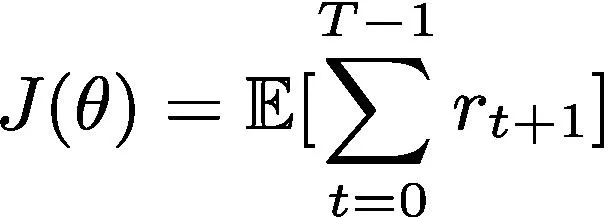 J(θ) = 𝔼[∑_{t=0}^{T−1} r_{t+1}]